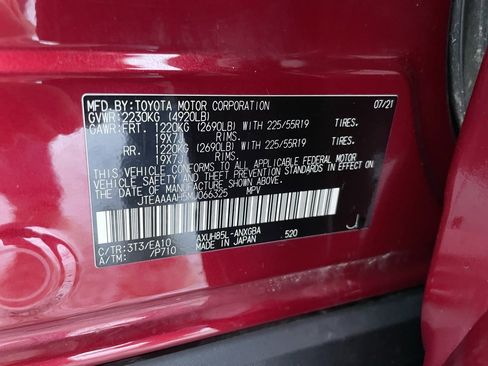 MFD.BY:TOYOTA MOTOR CORPORATION 07/21
GVWR:2230KG (4920LB)
GAWR:FRT. 1220KG (2690LB) WITH 225/55R19 TIRES.
19X7J RIMS.
RR. 1220KG (2690LB) WITH 225/55R19 TIRES.
19X7J RIMS.
THIS VEHICLE CONFORMS TO ALL APPLICABLE FEDERAL MOTOR
VEHICLE SAFETY AND BUMPER STANDARDS IN EFFECT ON
THE DATE OF MANUFACTURE SHOWN ABOVE.
JTEAAAAH5MJ066325 MPV
C/TR:3T3/EA10 AXUH85L-ANXGBA J
A/TM: /P710 MADE IN JAPAN 520